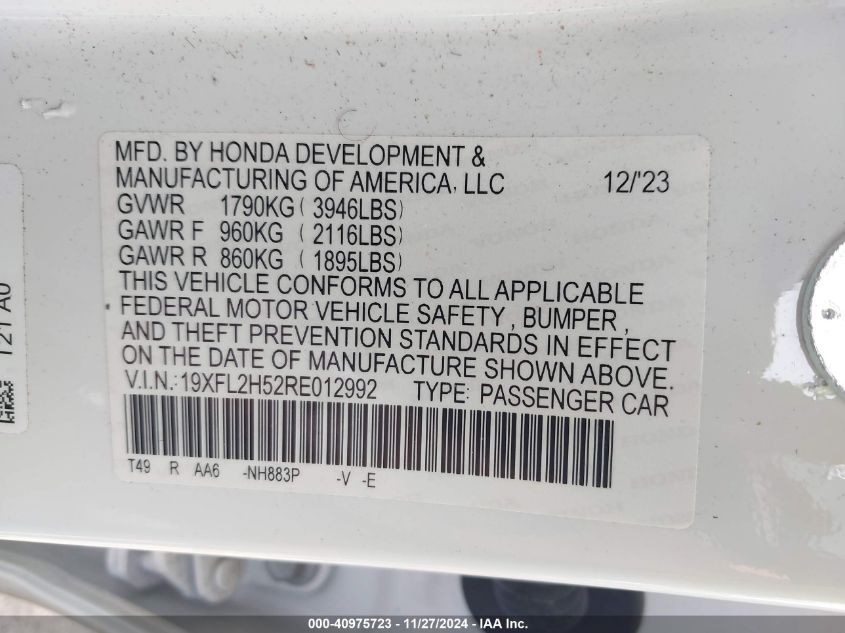 MFD. BY HONDA DEVELOPMENT &
MANUFACTURING OF AMERICA, LLC 12/'23
GVWR 1790KG ( 3946LBS)
GAWR F 960KG ( 2116LBS)
GAWR R 860KG ( 1895LBS)
THIS VEHICLE CONFORMS TO ALL APPLICABLE
FEDERAL MOTOR VEHICLE SAFETY, BUMPER,
AND THEFT PREVENTION STANDARDS IN EFFECT
ON THE DATE OF MANUFACTURE SHOWN ABOVE.
V.I.N.: 19XFL2H52RE012992 TYPE: PASSENGER CAR
T49 R AA6 -NH883P -V -E
T21 A0
000-40975723 - 11/27/2024 - IAA Inc.